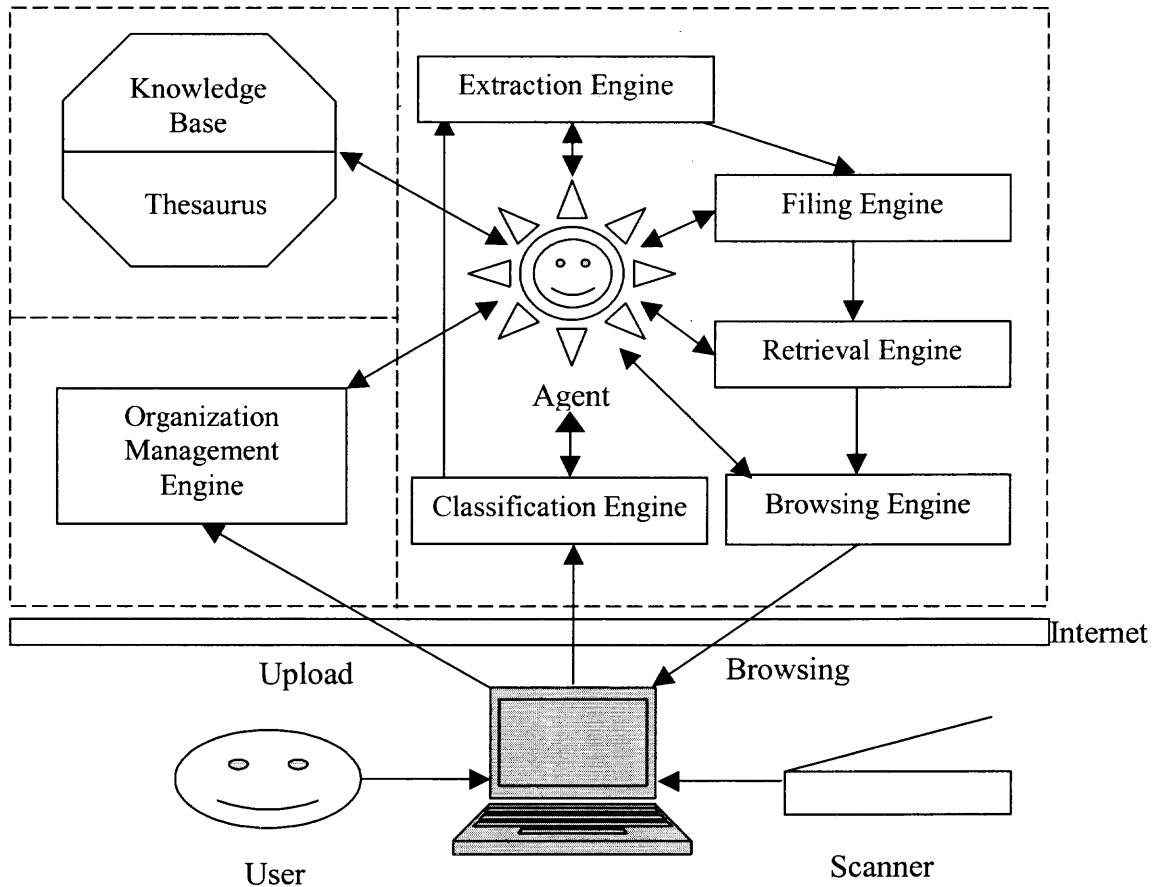 Knowledge
Base
Thesaurus
Extraction Engine
Filing Engine
Retrieval Engine
Agent
Organization
Management
Engine
Classification Engine
Browsing Engine
Internet
Upload
Browsing
User
Scanner